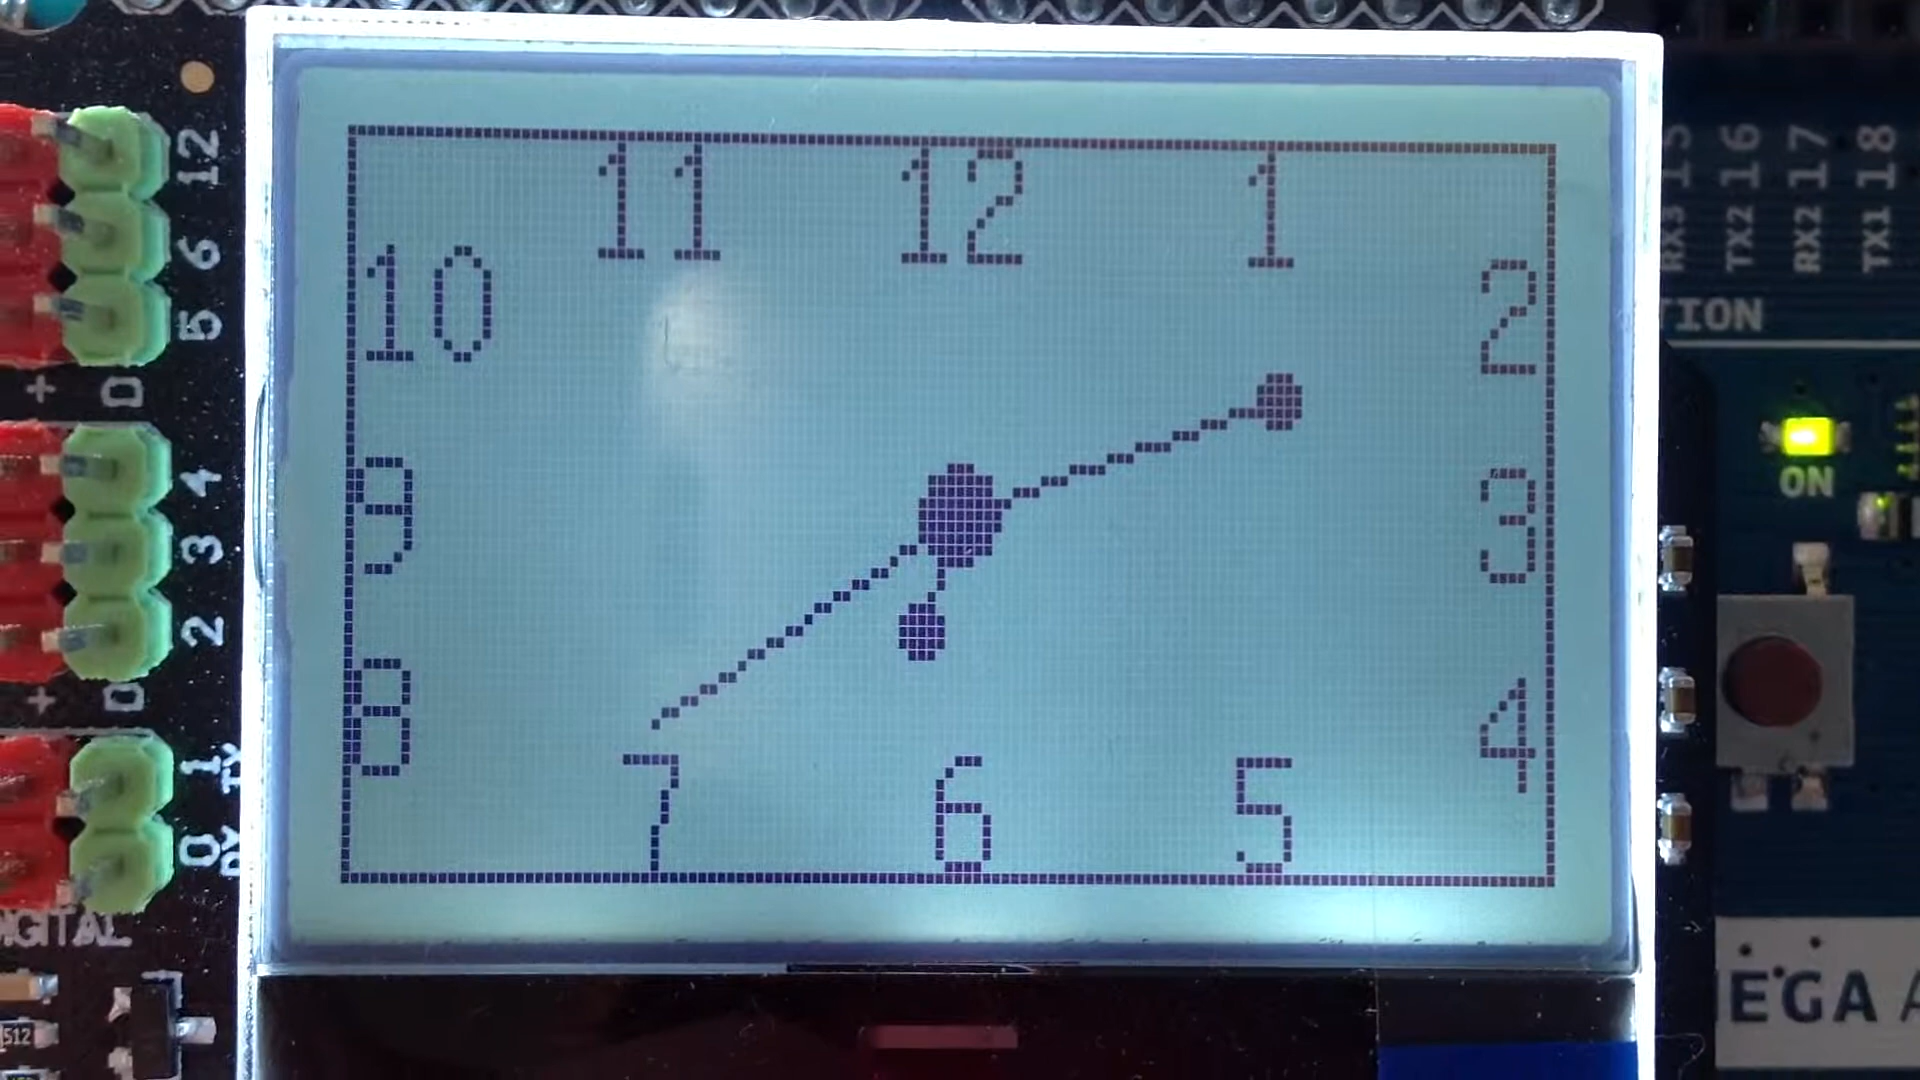 11 12 1
10 2
9 3
8 4
7 6 5
12
6
5
+ D
4
3
2
+ D
1
0
DIGITAL
512
RX3 15
TX2 16
RX2 17
TX1 18
TION
ON
EGA A